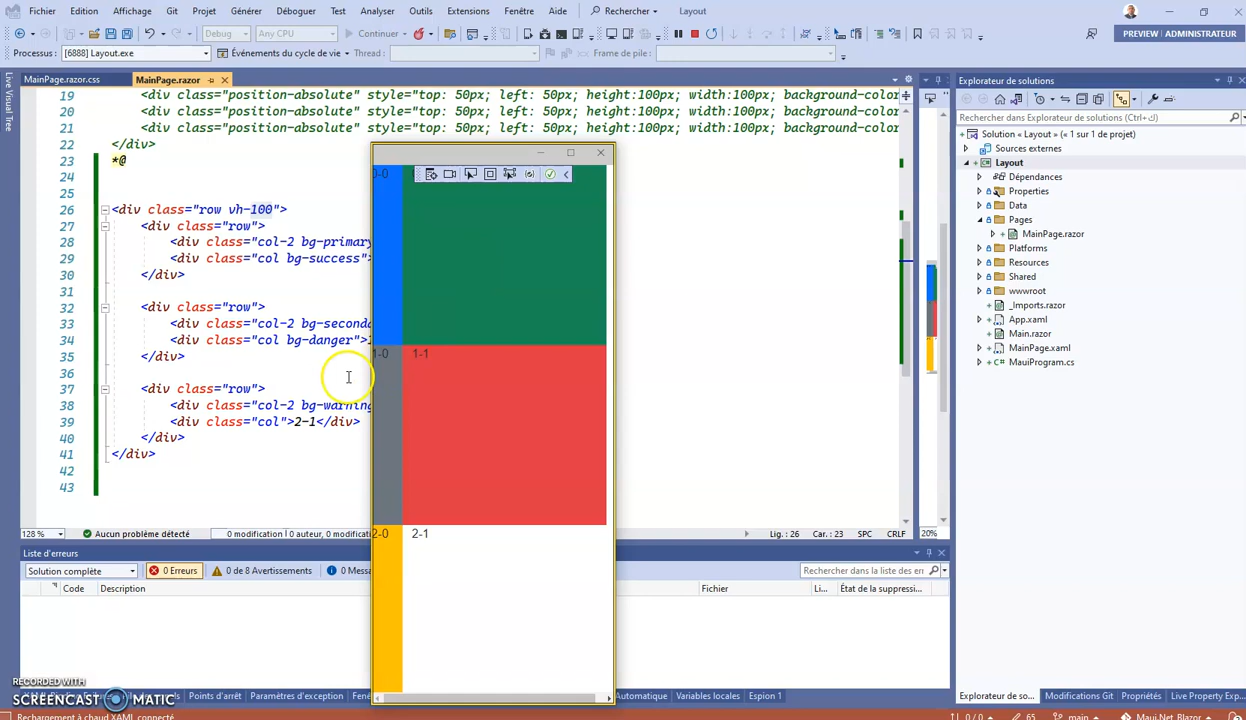 Fichier Edition Affichage Git Projet Générer Déboguer Test Analyser Outils Extensions Fenêtre Aide Rechercher Layout
Debug Any CPU Continuer PREVIEW ADMINISTRATEUR
Processus : [6888] Layout.exe Événements du cycle de vie Thread : Frame de pile :
Live Visual Tree
MainPage.razor.css MainPage.razor
19 <div class="position-absolute" style="top: 50px; left: 50px; height:100px; width:100px; background-color
20 <div class="position-absolute" style="top: 50px; left: 50px; height:100px; width:100px; background-color
21 <div class="position-absolute" style="top: 50px; left: 50px; height:100px; width:100px; background-color
22 </div>
23 *@
24
25
26 <div class="row vh-100">
27 <div class="row">
28 <div class="col-2 bg-primary
29 <div class="col bg-success">
30 </div>
31
32 <div class="row">
33 <div class="col-2 bg-seconda
34 <div class="col bg-danger">1
35 </div>
36
37 <div class="row">
38 <div class="col-2 bg-warning
39 <div class="col">2-1</div>
40 </div>
41 </div>
42
43
0-0
1-0 1-1
2-0 2-1
128 % Aucun problème détecté 0 modification | 0 auteur, 0 modificati Lig. : 26 Car. : 23 SPC CRLF 20%
Liste d'erreurs
Solution complète 0 Erreurs 0 de 8 Avertissements 0 Messa Rechercher dans la liste des err
Code Description Fichier Li... État de la suppressi...
Explorateur de solutions
Rechercher dans Explorateur de solutions (Ctrl+ç)
Solution « Layout » (« 1 sur 1 de projet)
Sources externes
Layout
Dépendances
Properties
Data
Pages
MainPage.razor
Platforms
Resources
Shared
wwwroot
_Imports.razor
App.xaml
Main.razor
MainPage.xaml
MauiProgram.cs
RECORDED WITH
SCREENCAST MATIC
Points d'arrêt Paramètres d'exception Automatique Variables locales Espion 1
Explorateur de so... Modifications Git Propriétés Live Property Exp...
Rechargement à chaud XAML connecté 0 / 0 65 main Maui.Net_Blazor